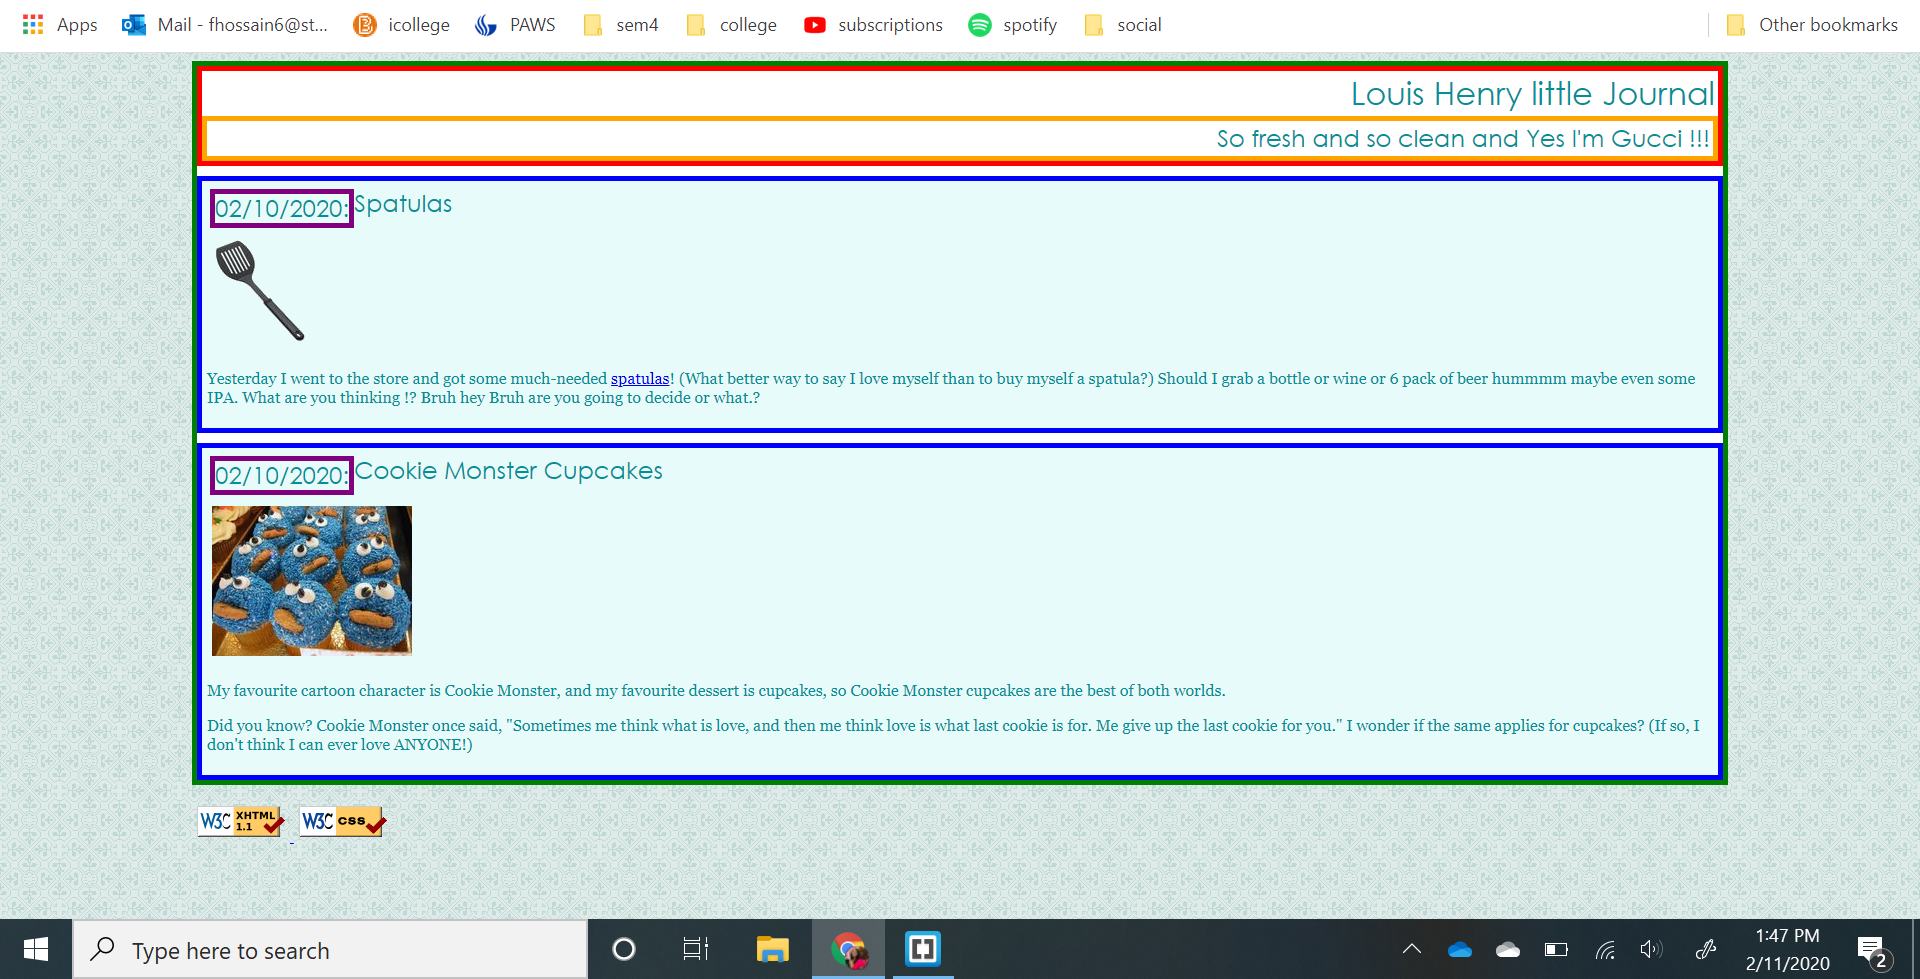 Apps Mail - fhossain6@st... icollege PAWS sem4 college subscriptions spotify social Other bookmarks
Louis Henry little Journal
So fresh and so clean and Yes I'm Gucci !!!
02/10/2020: Spatulas
Yesterday I went to the store and got some much-needed spatulas! (What better way to say I love myself than to buy myself a spatula?) Should I grab a bottle or wine or 6 pack of beer hummmm maybe even some
IPA. What are you thinking !? Bruh hey Bruh are you going to decide or what.?
02/10/2020: Cookie Monster Cupcakes
My favourite cartoon character is Cookie Monster, and my favourite dessert is cupcakes, so Cookie Monster cupcakes are the best of both worlds.
Did you know? Cookie Monster once said, "Sometimes me think what is love, and then me think love is what last cookie is for. Me give up the last cookie for you." I wonder if the same applies for cupcakes? (If so, I
don't think I can ever love ANYONE!)
W3C XHTML 1.1 W3C css
Type here to search
1:47 PM
2/11/2020
2